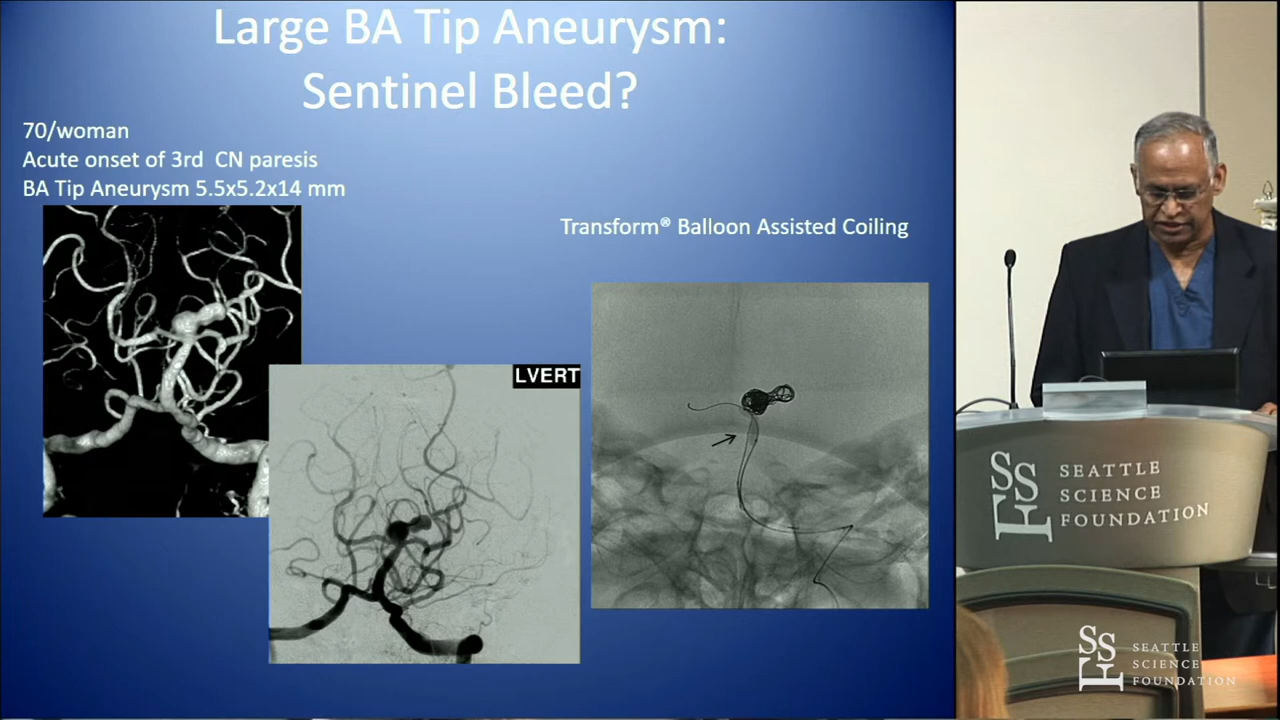 Large BA Tip Aneurysm:
Sentinel Bleed?
70/woman
Acute onset of 3rd CN paresis
BA Tip Aneurysm 5.5x5.2x14 mm
Transform® Balloon Assisted Coiling
LVERT
SSF
SEATTLE
SCIENCE
FOUNDATION
SSF
SEATTLE
SCIENCE
FOUNDATION